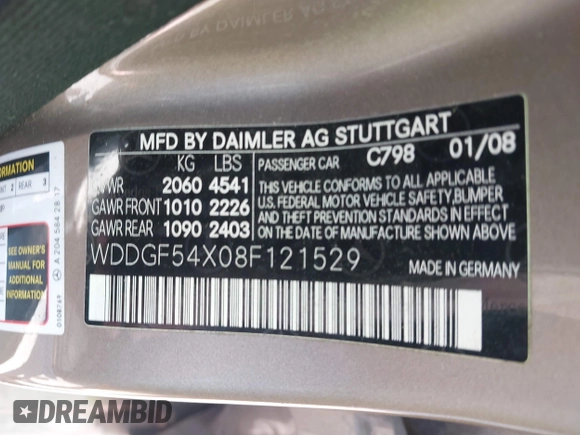 MFD BY DAIMLER AG STUTTGART
KG LBS PASSENGER CAR C798 01/08
GVWR 2060 4541
GAWR FRONT 1010 2226
GAWR REAR 1090 2403
THIS VEHICLE CONFORMS TO ALL APPLICABLE
U.S. FEDERAL MOTOR VEHICLE SAFETY, BUMPER
AND THEFT PREVENTION STANDARDS IN EFFECT
ON THE DATE OF MANUFACTURE SHOWN ABOVE.
WDDGF54X08F121529 MADE IN GERMANY
REAR 3
SEE OWNER'S
MANUAL FOR
ADDITIONAL
INFORMATION
A 204 584 28 17
DREAMBID